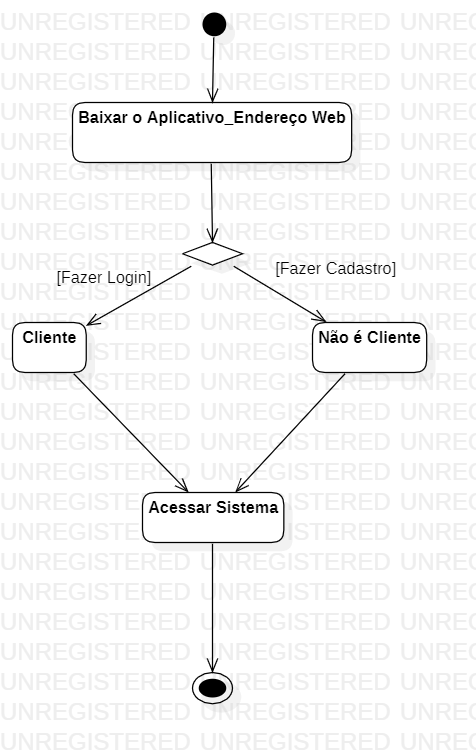 Baixar o Aplicativo_Endereço Web
[Fazer Login]
[Fazer Cadastro]
Cliente
Não é Cliente
Acessar Sistema
UNREGISTERED